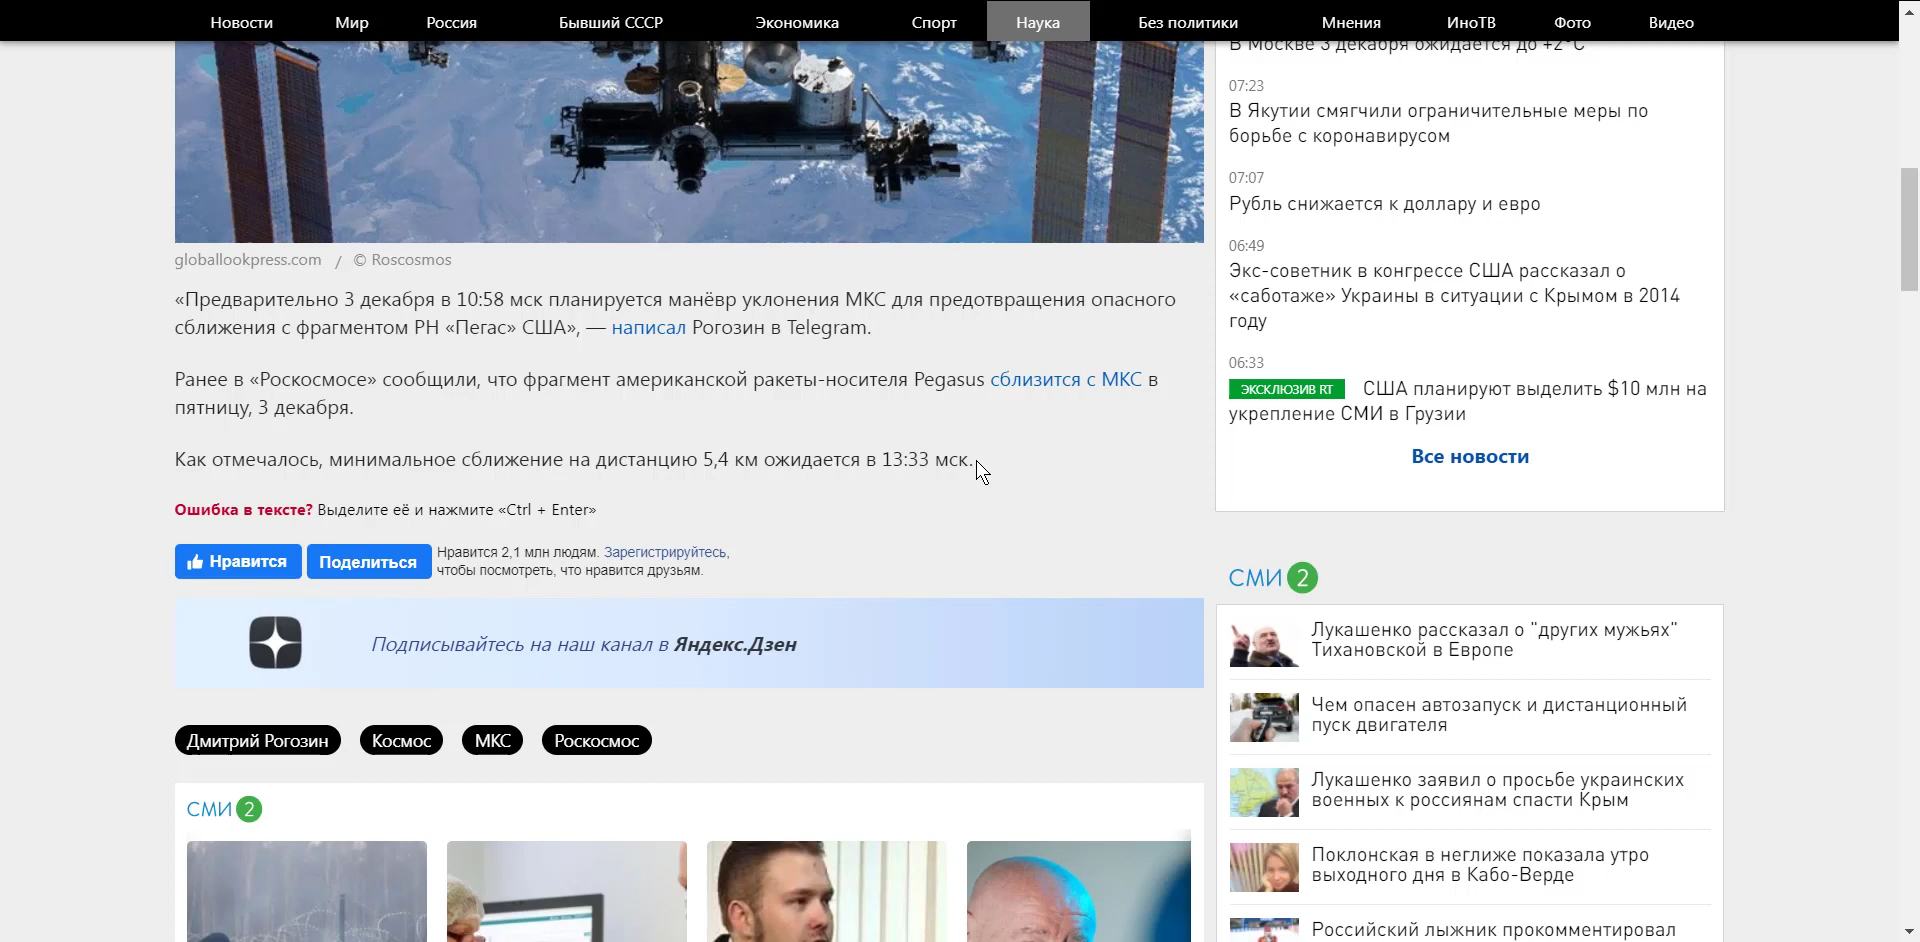 Новости Мир Россия Бывший СССР Экономика Спорт Наука Без политики Мнения ИноТВ Фото Видео
globallookpress.com / © Roscosmos
«Предварительно 3 декабря в 10:58 мск планируется манёвр уклонения МКС для предотвращения опасного
сближения с фрагментом РН «Пегас» США», — написал Рогозин в Telegram.
Ранее в «Роскосмосе» сообщили, что фрагмент американской ракеты-носителя Pegasus сблизится с МКС в
пятницу, 3 декабря.
Как отмечалось, минимальное сближение на дистанцию 5,4 км ожидается в 13:33 мск.
Ошибка в тексте? Выделите её и нажмите «Ctrl + Enter»
Нравится Поделиться
Нравится 2,1 млн людям. Зарегистрируйтесь,
чтобы посмотреть, что нравится друзьям.
Подписывайтесь на наш канал в Яндекс.Дзен
Дмитрий Рогозин Космос МКС Роскосмос
СМИ 2
В Москве 3 декабря ожидается до +2°С
07:23
В Якутии смягчили ограничительные меры по
борьбе с коронавирусом
07:07
Рубль снижается к доллару и евро
06:49
Экс-советник в конгрессе США рассказал о
«саботаже» Украины в ситуации с Крымом в 2014
году
06:33
ЭКСКЛЮЗИВ RT США планируют выделить $10 млн на
укрепление СМИ в Грузии
Все новости
СМИ 2
Лукашенко рассказал о "других мужьях"
Тихановской в Европе
Чем опасен автозапуск и дистанционный
пуск двигателя
Лукашенко заявил о просьбе украинских
военных к россиянам спасти Крым
Поклонская в неглиже показала утро
выходного дня в Кабо-Верде
Российский лыжник прокомментировал